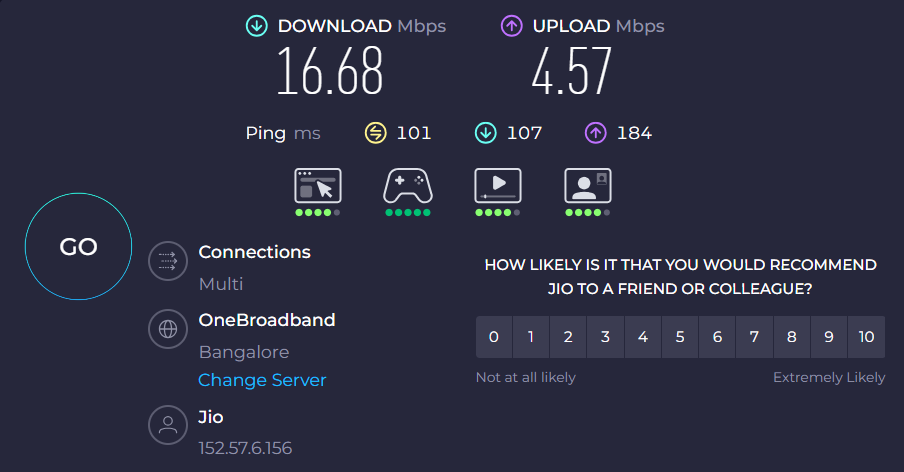 DOWNLOAD Mbps
UPLOAD Mbps
16.68
4.57
Ping ms 101 107 184
GO
Connections
Multi
OneBroadband
Bangalore
Change Server
Jio
152.57.6.156
HOW LIKELY IS IT THAT YOU WOULD RECOMMEND
JIO TO A FRIEND OR COLLEAGUE?
0 1 2 3 4 5 6 7 8 9 10
Not at all likely
Extremely Likely